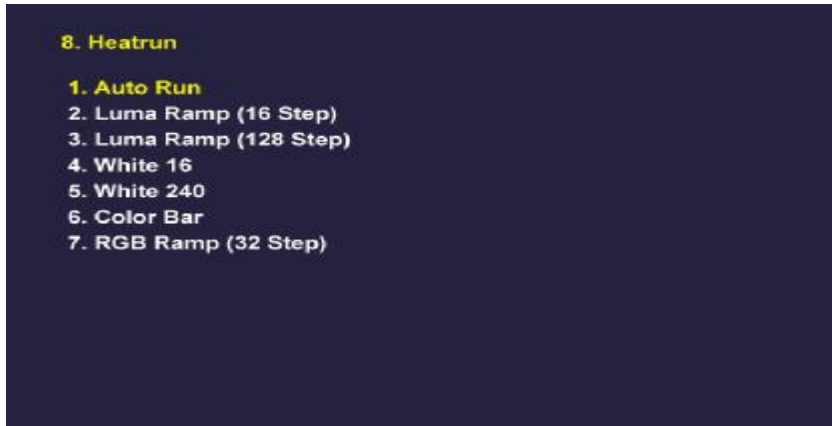 8. Heatrun
1. Auto Run
2. Luma Ramp (16 Step)
3. Luma Ramp (128 Step)
4. White 16
5. White 240
6. Color Bar
7. RGB Ramp (32 Step)